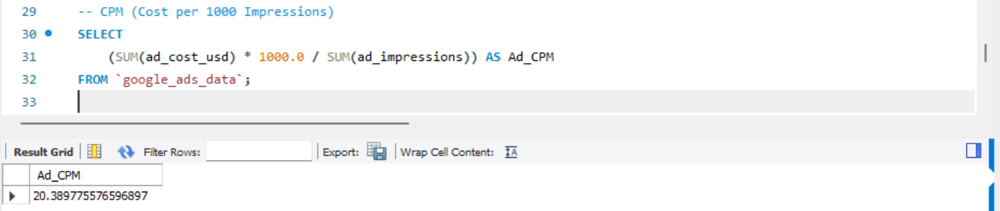 29 -- CPM (Cost per 1000 Impressions)
30 SELECT
31 (SUM(ad_cost_usd) * 1000.0 / SUM(ad_impressions)) AS Ad_CPM
32 FROM `google_ads_data`;
33
Result Grid Filter Rows: Export: Wrap Cell Content: IA
Ad_CPM
20.389775576596897